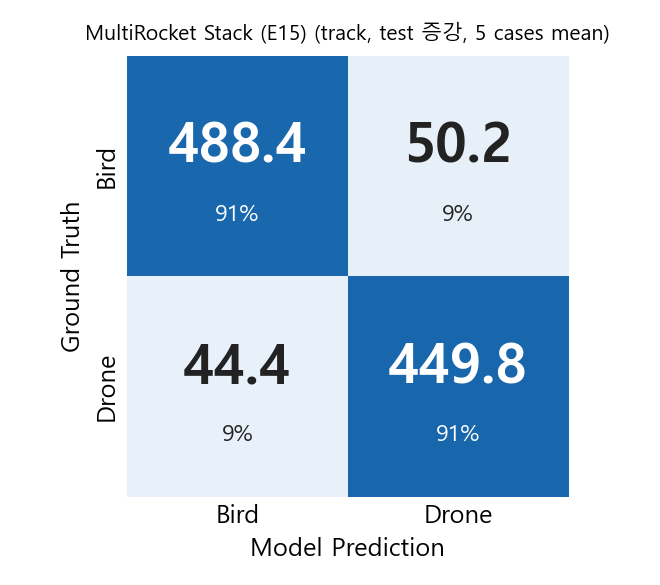 MultiRocket Stack (E15) (track, test 증강, 5 cases mean)
Ground Truth
Bird
488.4
50.2
91%
9%
Drone
44.4
449.8
9%
91%
Bird
Drone
Model Prediction